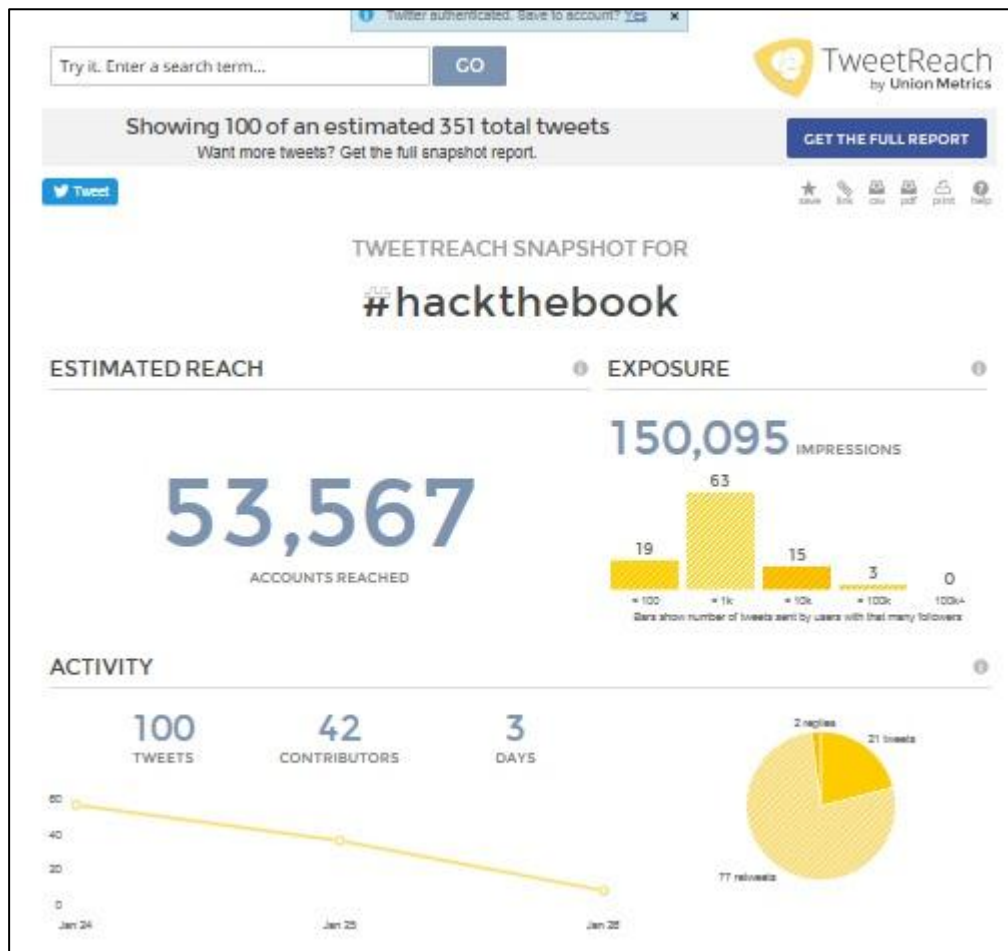 Twitter authenticated. Save to account? Yes x
Try it. Enter a search term...
GO
TweetReach
by Union Metrics
Showing 100 of an estimated 351 total tweets
Want more tweets? Get the full snapshot report.
GET THE FULL REPORT
Tweet
save link csv pdf print help
TWEETREACH SNAPSHOT FOR
#hackthebook
ESTIMATED REACH
53,567
ACCOUNTS REACHED
EXPOSURE
150,095 IMPRESSIONS
19 63 15 3 0
< 100 < 1k < 10k < 100k 100k+
Bars show number of tweets sent by users with that many followers
ACTIVITY
100
TWEETS
42
CONTRIBUTORS
3
DAYS
60
40
20
0
Jan 24 Jan 25 Jan 26
2 replies
21 tweets
77 retweets